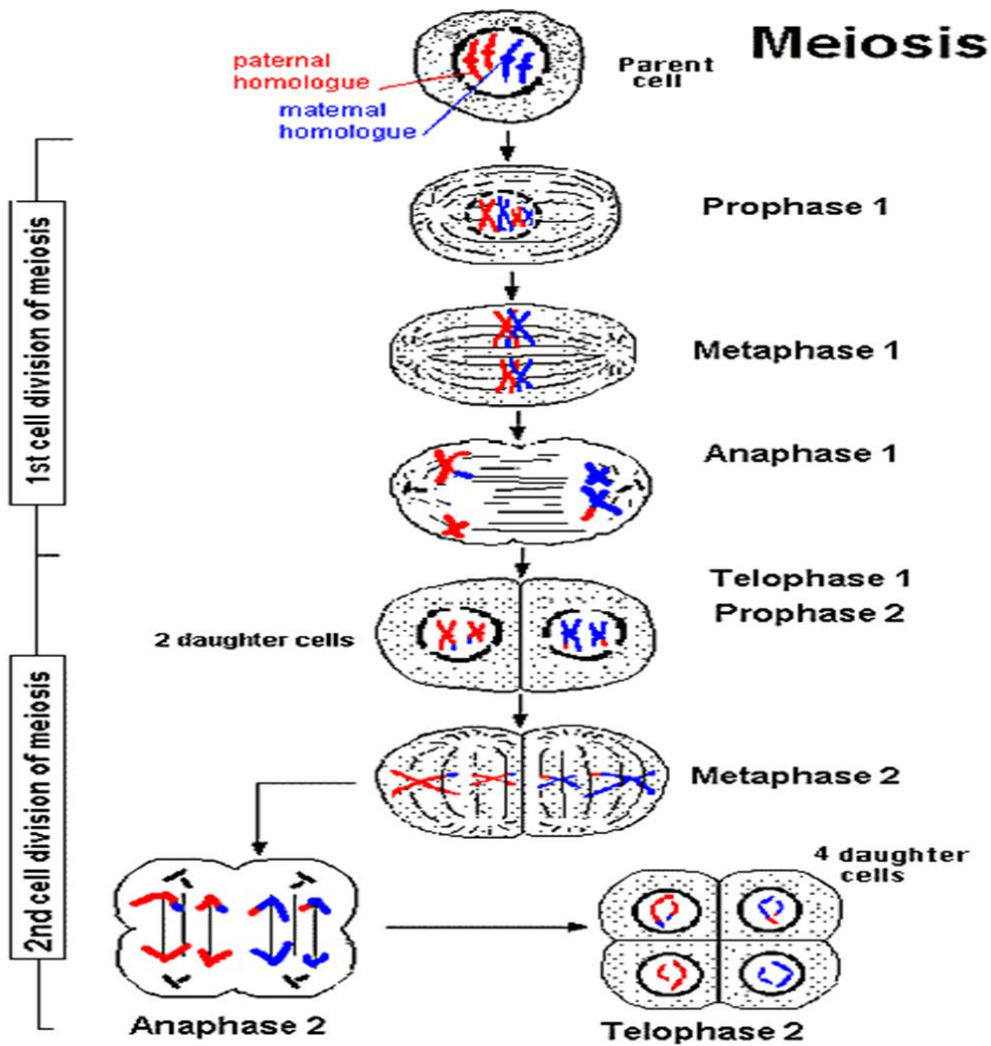 Meiosis
paternal
homologue
maternal
homologue
Parent
cell
1st cell division of meiosis
Prophase 1
Metaphase 1
Anaphase 1
Telophase 1
Prophase 2
2 daughter cells
2nd cell division of meiosis
Metaphase 2
4 daughter
cells
Anaphase 2
Telophase 2